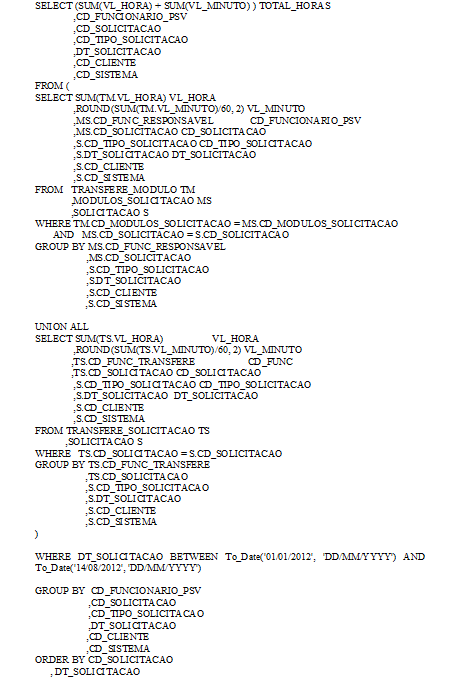 SELECT (SUM(VL_HORA) + SUM(VL_MINUTO) ) TOTAL_HORAS
,CD_FUNCIONARIO_PSV
,CD_SOLICITACAO
,CD_TIPO_SOLICITACAO
,DT_SOLICITACAO
,CD_CLIENTE
,CD_SISTEMA
FROM (
SELECT SUM(TM.VL_HORA) VL_HORA
,ROUND(SUM(TM.VL_MINUTO)/60, 2) VL_MINUTO
,MS.CD_FUNC_RESPONSAVEL CD_FUNCIONARIO_PSV
,MS.CD_SOLICITACAO CD_SOLICITACAO
,S.CD_TIPO_SOLICITACAO CD_TIPO_SOLICITACAO
,S.DT_SOLICITACAO DT_SOLICITACAO
,S.CD_CLIENTE
,S.CD_SISTEMA
FROM TRANSFERE_MODULO TM
,MODULOS_SOLICITACAO MS
,SOLICITACAO S
WHERE TM.CD_MODULOS_SOLICITACAO = MS.CD_MODULOS_SOLICITACAO
AND MS.CD_SOLICITACAO = S.CD_SOLICITACAO
GROUP BY MS.CD_FUNC_RESPONSAVEL
,MS.CD_SOLICITACAO
,S.CD_TIPO_SOLICITACAO
,S.DT_SOLICITACAO
,S.CD_CLIENTE
,S.CD_SISTEMA
UNION ALL
SELECT SUM(TS.VL_HORA) VL_HORA
,ROUND(SUM(TS.VL_MINUTO)/60, 2) VL_MINUTO
,TS.CD_FUNC_TRANSFERE CD_FUNC
,TS.CD_SOLICITACAO CD_SOLICITACAO
,S.CD_TIPO_SOLICITACAO CD_TIPO_SOLICITACAO
,S.DT_SOLICITACAO DT_SOLICITACAO
,S.CD_CLIENTE
,S.CD_SISTEMA
FROM TRANSFERE_SOLICITACAO TS
,SOLICITACAO S
WHERE TS.CD_SOLICITACAO = S.CD_SOLICITACAO
GROUP BY TS.CD_FUNC_TRANSFERE
,TS.CD_SOLICITACAO
,S.CD_TIPO_SOLICITACAO
,S.DT_SOLICITACAO
,S.CD_CLIENTE
,S.CD_SISTEMA
)
WHERE DT_SOLICITACAO BETWEEN To_Date('01/01/2012', 'DD/MM/YYYY') AND
To_Date('14/08/2012', 'DD/MM/YYYY')
GROUP BY CD_FUNCIONARIO_PSV
,CD_SOLICITACAO
,CD_TIPO_SOLICITACAO
,DT_SOLICITACAO
,CD_CLIENTE
,CD_SISTEMA
ORDER BY CD_SOLICITACAO
, DT_SOLICITACAO